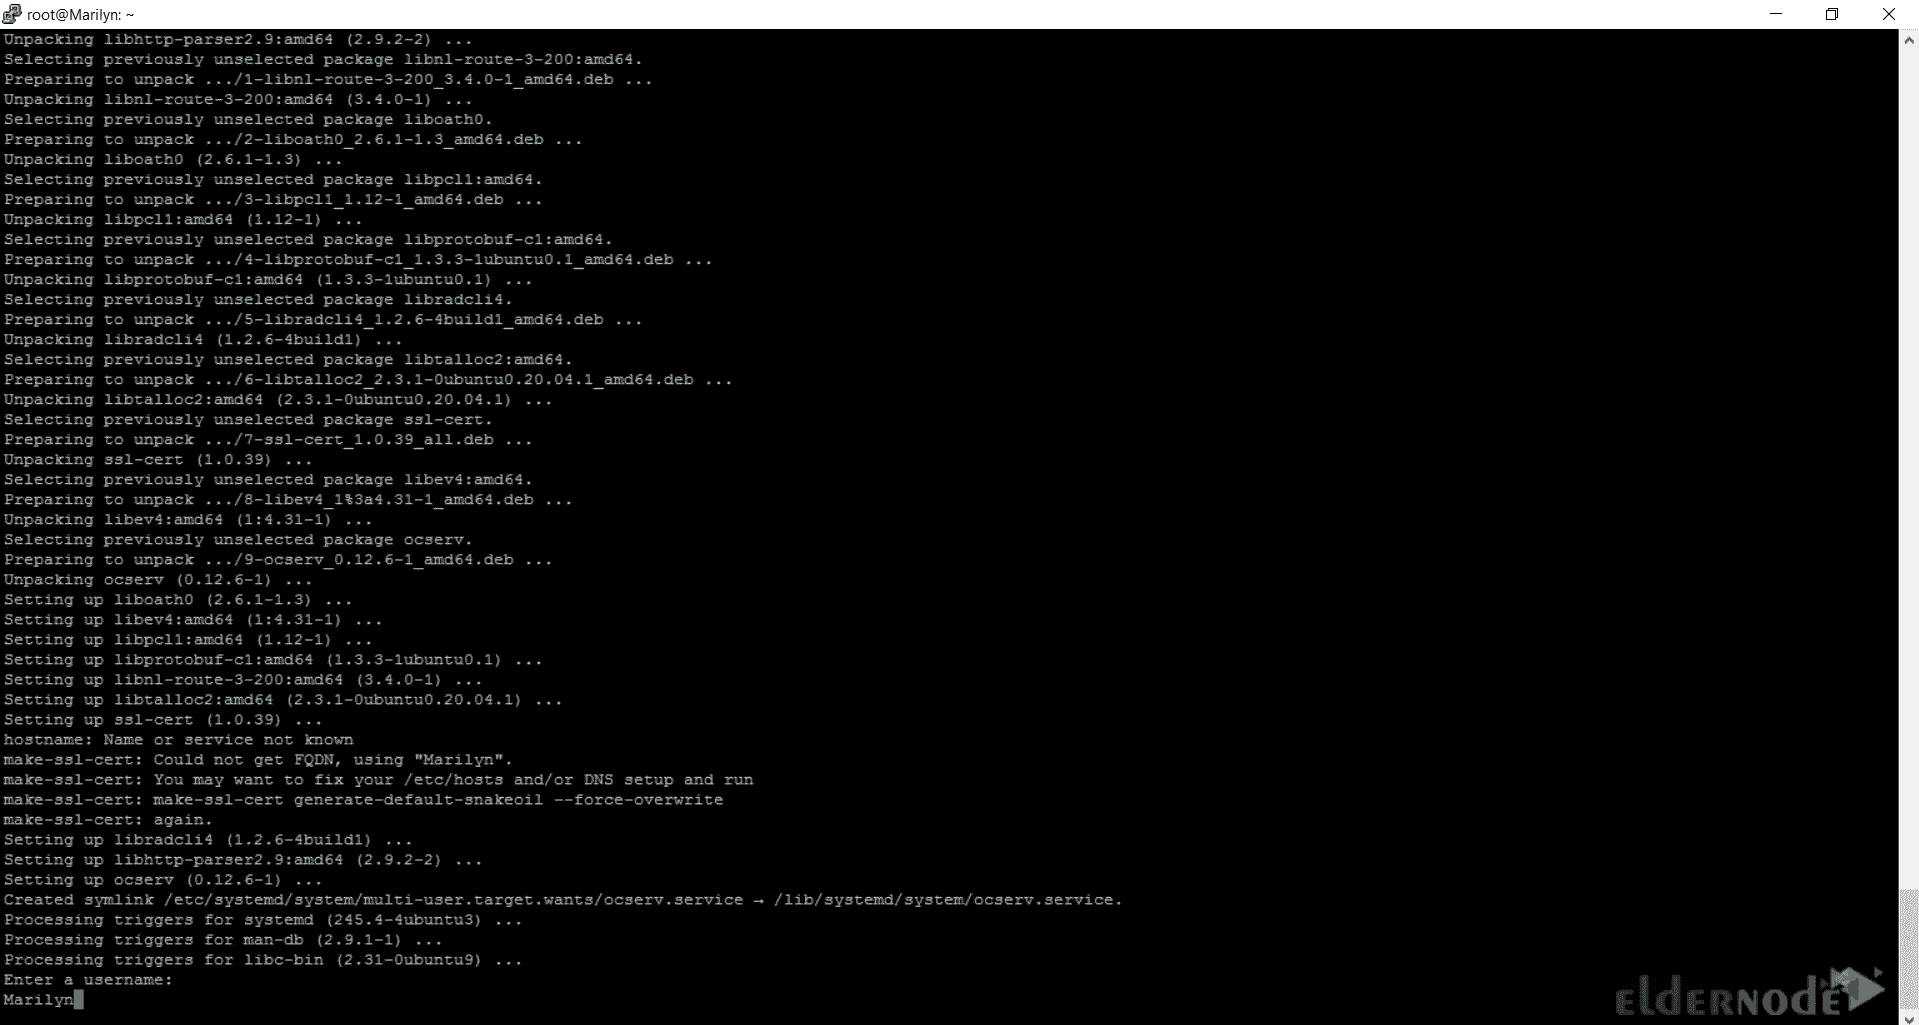 root@Marilyn: ~
Unpacking libhttp-parser2.9:amd64 (2.9.2-2) ...
Selecting previously unselected package libnl-route-3-200:amd64.
Preparing to unpack .../1-libnl-route-3-200_3.4.0-1_amd64.deb ...
Unpacking libnl-route-3-200:amd64 (3.4.0-1) ...
Selecting previously unselected package liboath0.
Preparing to unpack .../2-liboath0_2.6.1-1.3_amd64.deb ...
Unpacking liboath0 (2.6.1-1.3) ...
Selecting previously unselected package libpcl1:amd64.
Preparing to unpack .../3-libpcl1_1.12-1_amd64.deb ...
Unpacking libpcl1:amd64 (1.12-1) ...
Selecting previously unselected package libprotobuf-c1:amd64.
Preparing to unpack .../4-libprotobuf-c1_1.3.3-1ubuntu0.1_amd64.deb ...
Unpacking libprotobuf-c1:amd64 (1.3.3-1ubuntu0.1) ...
Selecting previously unselected package libradcli4.
Preparing to unpack .../5-libradcli4_1.2.6-4build1_amd64.deb ...
Unpacking libradcli4 (1.2.6-4build1) ...
Selecting previously unselected package libtalloc2:amd64.
Preparing to unpack .../6-libtalloc2_2.3.1-0ubuntu0.20.04.1_amd64.deb ...
Unpacking libtalloc2:amd64 (2.3.1-0ubuntu0.20.04.1) ...
Selecting previously unselected package ssl-cert.
Preparing to unpack .../7-ssl-cert_1.0.39_all.deb ...
Unpacking ssl-cert (1.0.39) ...
Selecting previously unselected package libev4:amd64.
Preparing to unpack .../8-libev4_1%3a4.31-1_amd64.deb ...
Unpacking libev4:amd64 (1:4.31-1) ...
Selecting previously unselected package ocserv.
Preparing to unpack .../9-ocserv_0.12.6-1_amd64.deb ...
Unpacking ocserv (0.12.6-1) ...
Setting up liboath0 (2.6.1-1.3) ...
Setting up libev4:amd64 (1:4.31-1) ...
Setting up libpcl1:amd64 (1.12-1) ...
Setting up libprotobuf-c1:amd64 (1.3.3-1ubuntu0.1) ...
Setting up libnl-route-3-200:amd64 (3.4.0-1) ...
Setting up libtalloc2:amd64 (2.3.1-0ubuntu0.20.04.1) ...
Setting up ssl-cert (1.0.39) ...
hostname: Name or service not known
make-ssl-cert: Could not get FQDN, using "Marilyn".
make-ssl-cert: You may want to fix your /etc/hosts and/or DNS setup and run
make-ssl-cert: make-ssl-cert generate-default-snakeoil --force-overwrite
make-ssl-cert: again.
Setting up libradcli4 (1.2.6-4build1) ...
Setting up libhttp-parser2.9:amd64 (2.9.2-2) ...
Setting up ocserv (0.12.6-1) ...
Created symlink /etc/systemd/system/multi-user.target.wants/ocserv.service → /lib/systemd/system/ocserv.service.
Processing triggers for systemd (245.4-4ubuntu3) ...
Processing triggers for man-db (2.9.1-1) ...
Processing triggers for libc-bin (2.31-0ubuntu9) ...
Enter a username:
Marilyn
eldernode